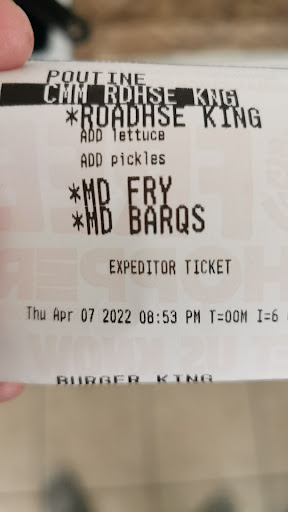 POUTINE
CMM RDHSE KNG
*ROADHSE KING
ADD lettuce
ADD pickles
*MD FRY
*MD BARQS
EXPEDITOR TICKET
Thu Apr 07 2022 08:53 PM T=OOM I=6
BURGER KING